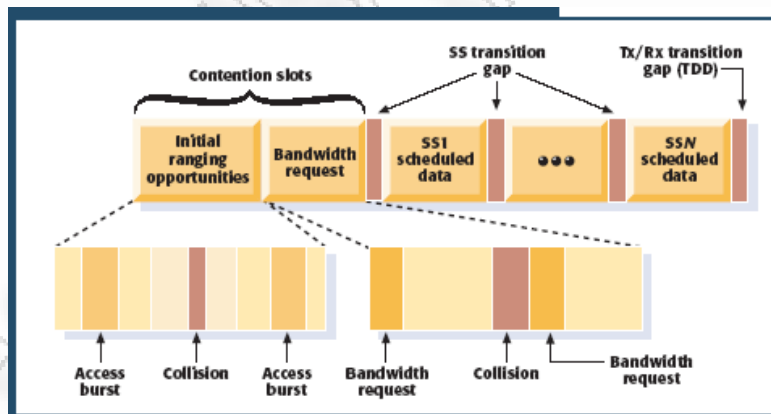 Contention slots
SS transition
gap
Tx/Rx transition
gap (TDD)
Initial
ranging
opportunities
Bandwidth
request
SS1
scheduled
data
•••
SSN
scheduled
data
Access
burst
Collision
Access
burst
Bandwidth
request
Collision
Bandwidth
request